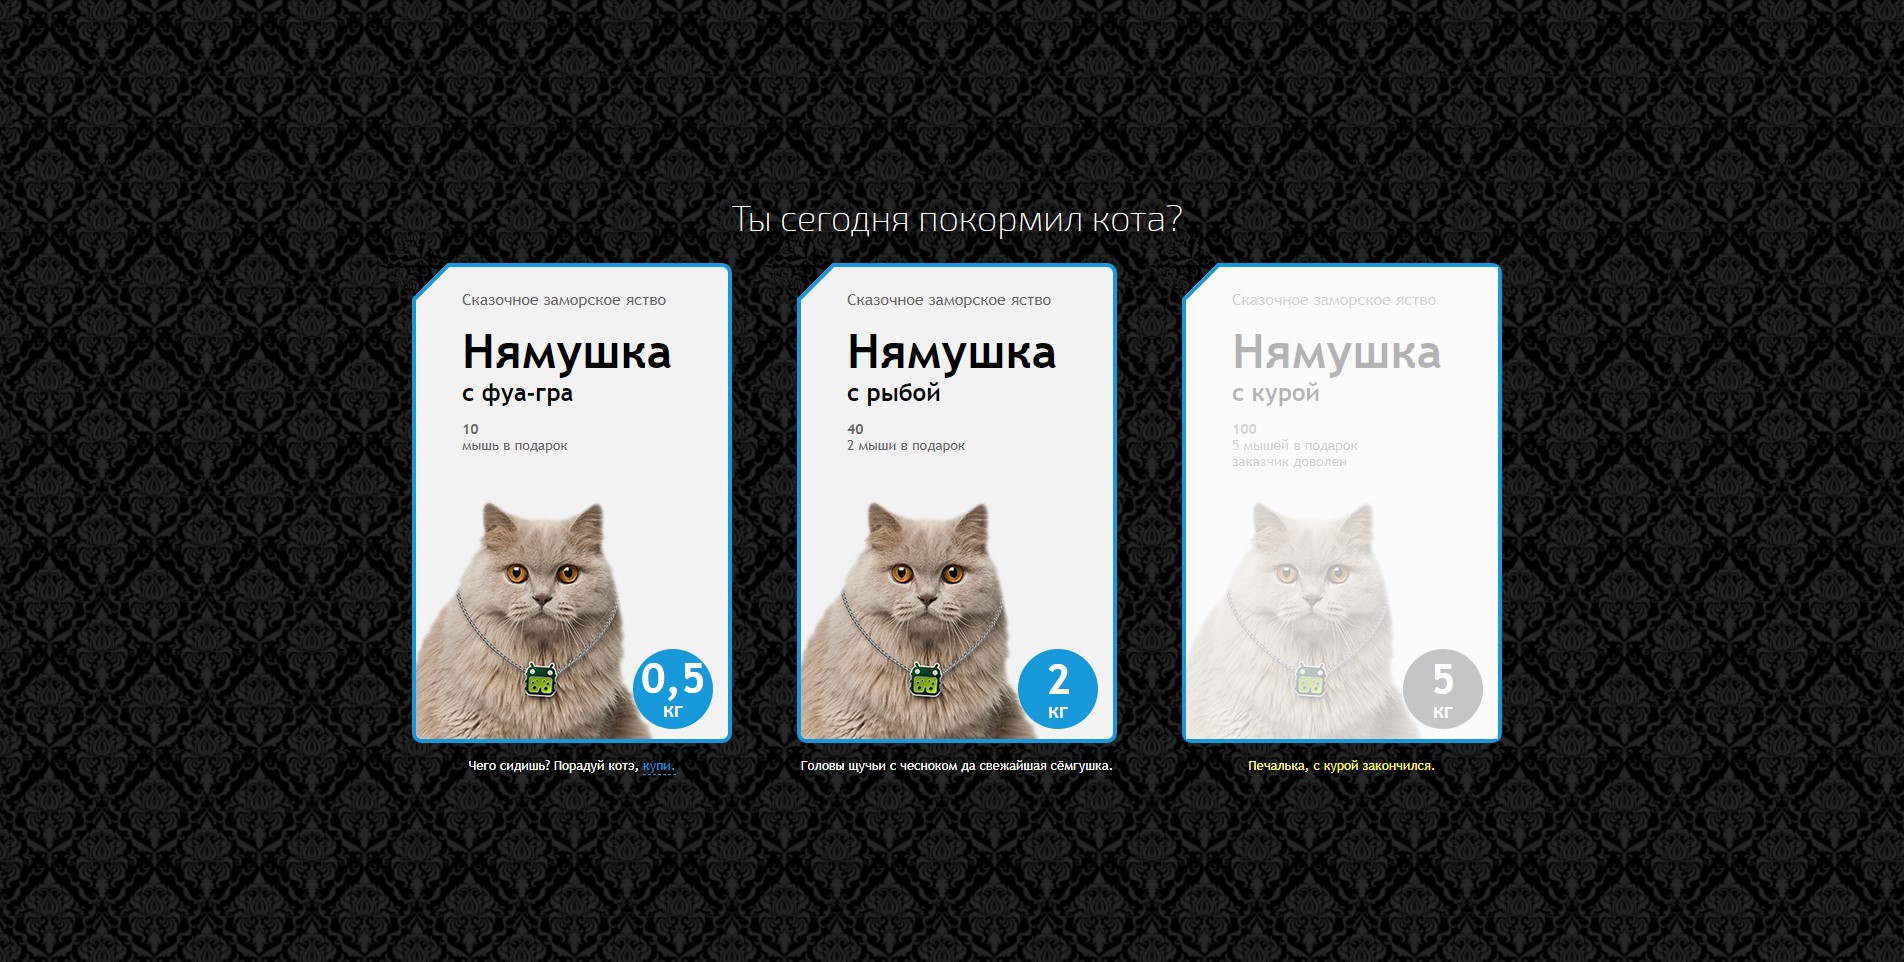 Ты сегодня покормил кота?
Сказочное заморское яство
Нямушка
с фуа-гра
10
мышь в подарок
0,5
кг
Чего сидишь? Порадуй котэ, купи.
Сказочное заморское яство
Нямушка
с рыбой
40
2 мыши в подарок
2
кг
Головы щучьи с чесноком да свежайшая сёмгушка.
Сказочное заморское яство
Нямушка
с курой
100
5 мышей в подарок
заказчик доволен
5
кг
Печалька, с курой закончился.